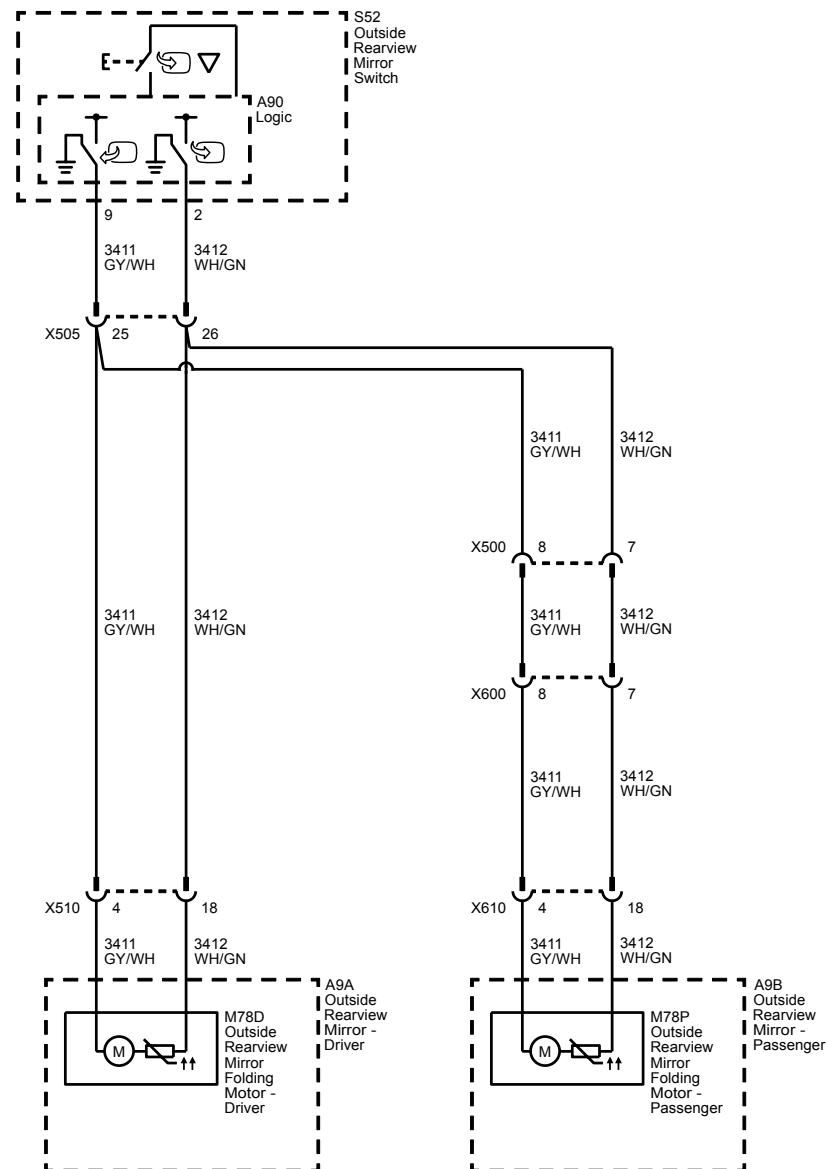 S52
Outside
Rearview
Mirror
Switch
A90
Logic
9
2
3411
GY/WH
3412
WH/GN
X505
25
26
3411
GY/WH
3412
WH/GN
X500
8
7
3411
GY/WH
3412
WH/GN
3411
GY/WH
3412
WH/GN
X600
8
7
3411
GY/WH
3412
WH/GN
X510
4
18
X610
4
18
3411
GY/WH
3412
WH/GN
3411
GY/WH
3412
WH/GN
A9A
Outside
Rearview
Mirror -
Driver
A9B
Outside
Rearview
Mirror -
Passenger
M
M78D
Outside
Rearview
Mirror
Folding
Motor -
Driver
M
M78P
Outside
Rearview
Mirror
Folding
Motor -
Passenger